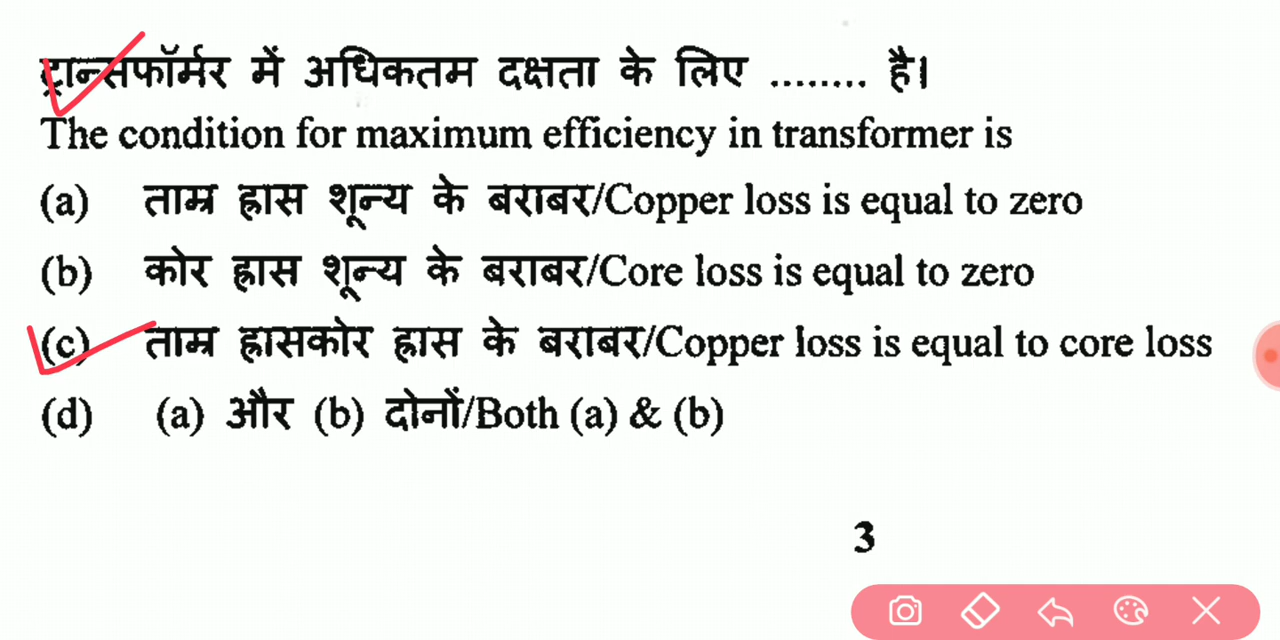 ट्रान्सफॉर्मर में अधिकतम दक्षता के लिए ........ है।
The condition for maximum efficiency in transformer is
(a) ताम्र ह्रास शून्य के बराबर/Copper loss is equal to zero
(b) कोर ह्रास शून्य के बराबर/Core loss is equal to zero
(c) ताम्र ह्रासकोर ह्रास के बराबर/Copper loss is equal to core loss
(d) (a) और (b) दोनों/Both (a) & (b)
3